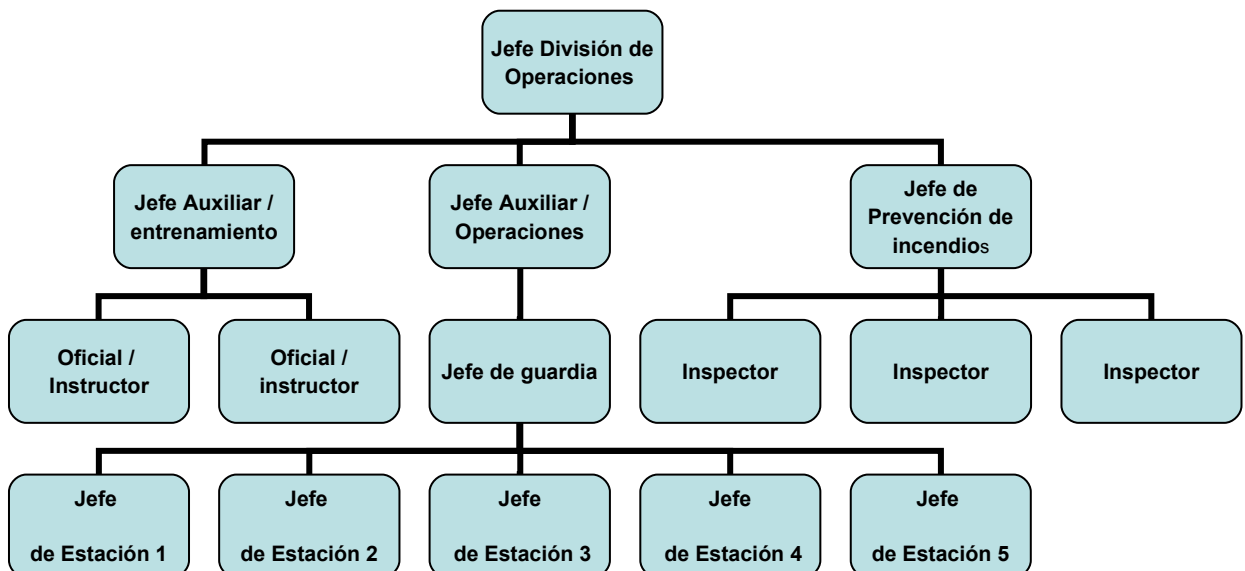 Jefe División de
Operaciones
Jefe Auxiliar /
entrenamiento
Jefe Auxiliar /
Operaciones
Jefe de
Prevención de
incendios
Oficial /
Instructor
Oficial /
instructor
Jefe de guardia
Inspector
Inspector
Inspector
Jefe
de Estación 1
Jefe
de Estación 2
Jefe
de Estación 3
Jefe
de Estación 4
Jefe
de Estación 5